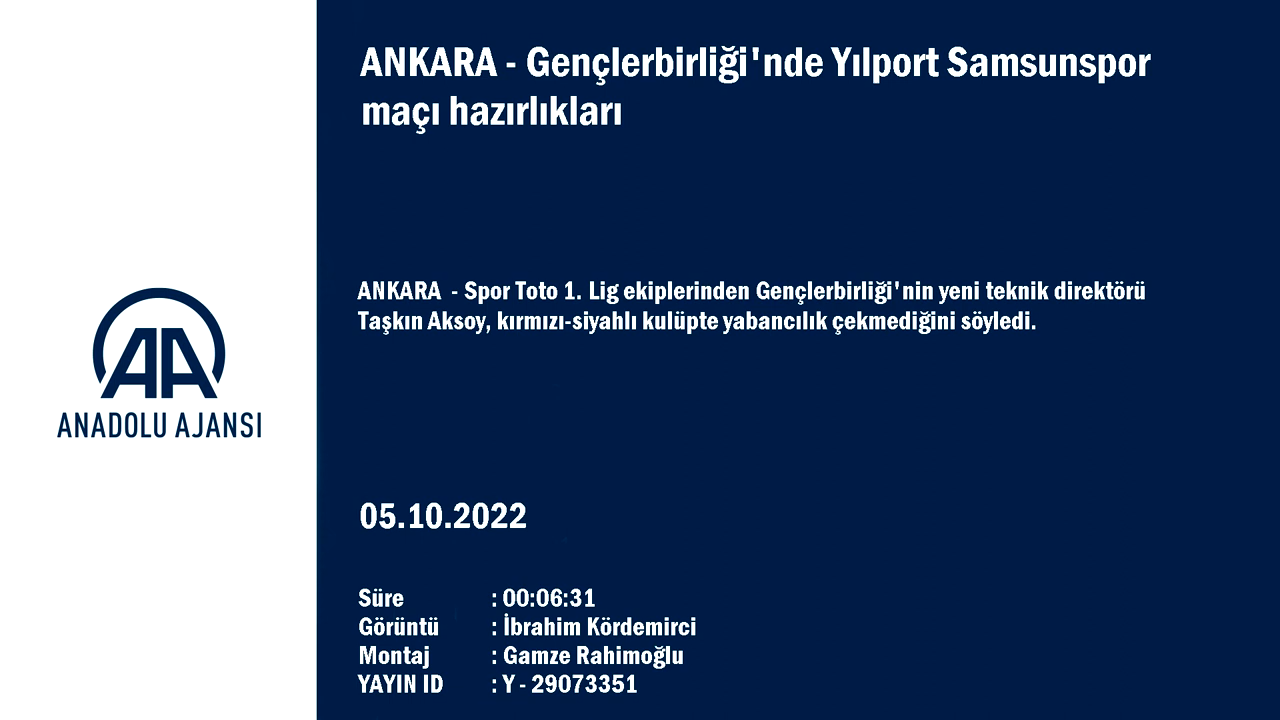 ANKARA - Gençlerbirliği'nde Yılport Samsunspor
maçı hazırlıkları
ANKARA - Spor Toto 1. Lig ekiplerinden Gençlerbirliği'nin yeni teknik direktörü
Taşkın Aksoy, kırmızı-siyahlı kulüpte yabancılık çekmediğini söyledi.
AA
ANADOLU AJANSI
05.10.2022
Süre : 00:06:31
Görüntü : İbrahim Kördemirci
Montaj : Gamze Rahimoğlu
YAYIN ID : Y - 29073351